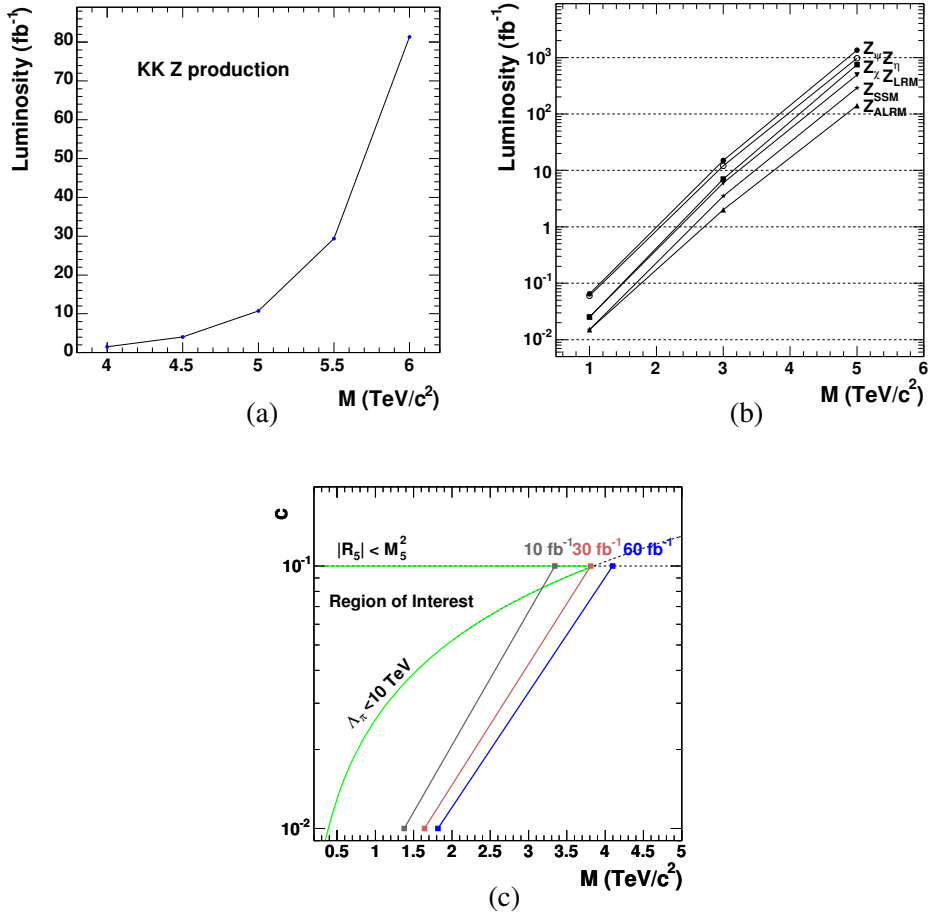 Luminosity (fb⁻¹)
80
70
60
50
40
30
20
10
0
KK Z production
4 4.5 5 5.5 6
M (TeV/c²)
(a)
Luminosity (fb⁻¹)
10³
10²
10
1
10⁻¹
10⁻²
Z_ψ Z_η
Z_χ Z_LRM
Z_SSM
Z_ALRM
1 2 3 4 5 6
M (TeV/c²)
(b)
c
10⁻¹
10⁻²
|R₅| < M₅²
10 fb⁻¹ 30 fb⁻¹ 60 fb⁻¹
Region of Interest
Λ_π <10 TeV
0.5 1 1.5 2 2.5 3 3.5 4 4.5 5
M (TeV/c²)
(c)